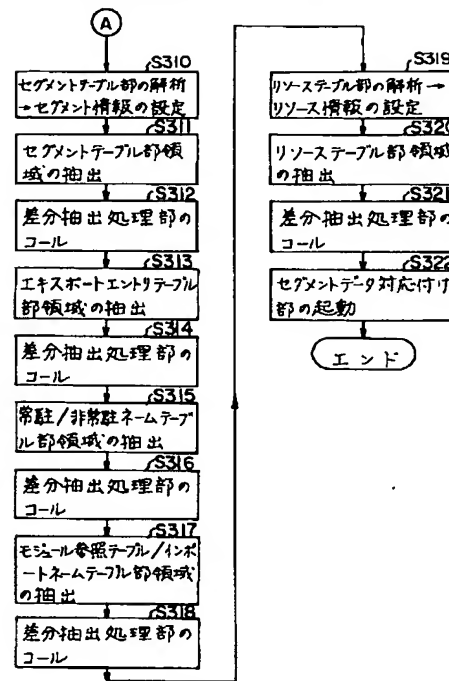 A
S310
セグメントテーブル部の解析
→セグメント情報の設定
S311
セグメントテーブル部領
域の抽出
S312
差分抽出処理部の
コール
S313
エキスポートエントリテーブル
部領域の抽出
S314
差分抽出処理部の
コール
S315
常駐/非常駐ネームテーブ
ル部領域の抽出
S316
差分抽出処理部の
コール
S317
モジュール参照テーブル/インポ
ートネームテーブル部領域
の抽出
S318
差分抽出処理部の
コール
S319
リソーステーブル部の解析→
リソース情報の設定
S320
リソーステーブル部領域
の抽出
S321
差分抽出処理部の
コール
S322
セグメントデータ対応付け
部の起動
エンド